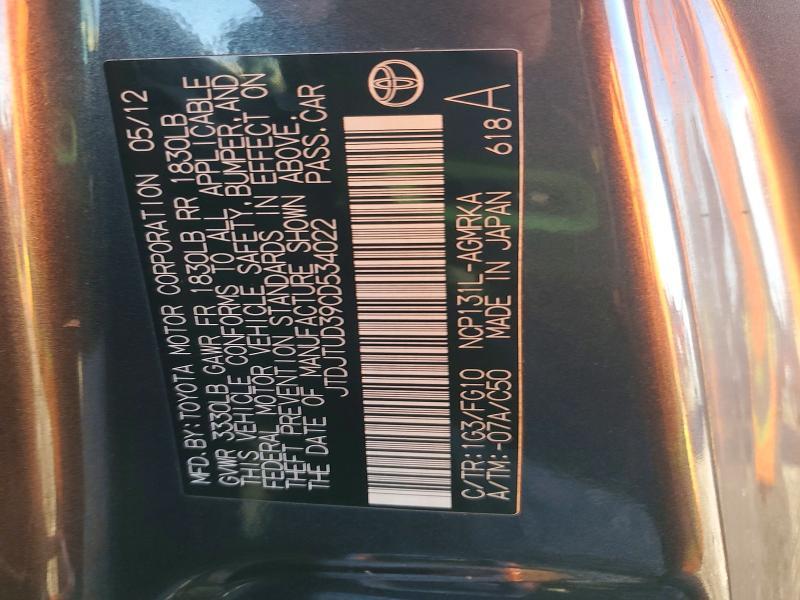 MFD.BY:TOYOTA MOTOR CORPORATION 05/12
GVWR 3330LB GAWR FR 1830LB RR 1830LB
THIS VEHICLE CONFORMS TO ALL APPLICABLE
FEDERAL MOTOR VEHICLE SAFETY,BUMPER,AND
THEFT PREVENTION STANDARDS IN EFFECT ON
THE DATE OF MANUFACTURE SHOWN ABOVE.
JTDJTUD39CD534022 PASS.CAR
C/TR:1G3/FG10 NCP131L-AGMRKA
A/TM:-07A/C50 MADE IN JAPAN 618 A